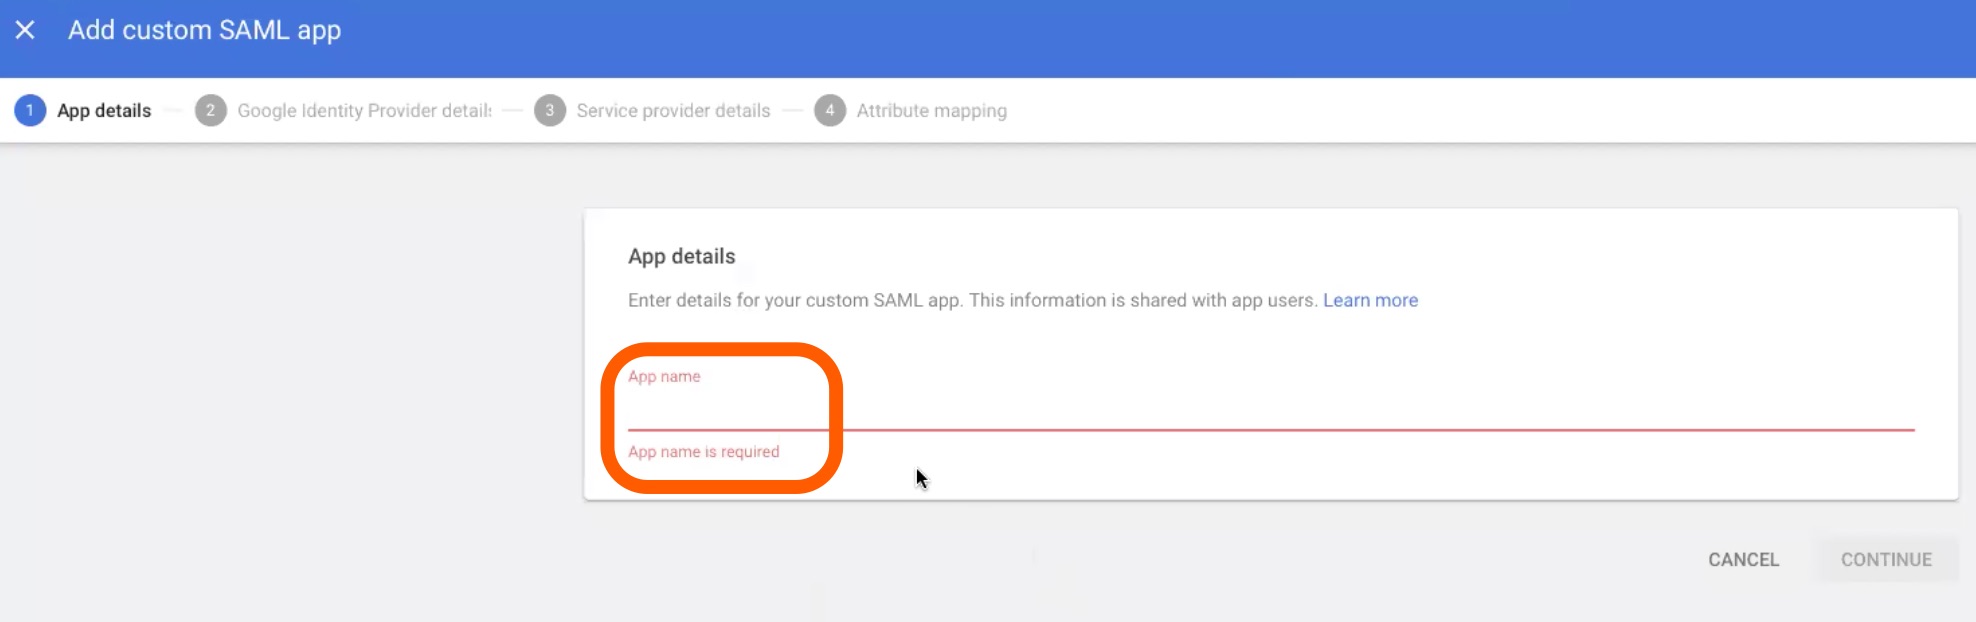 Add custom SAML app
1 App details 2 Google Identity Provider details 3 Service provider details 4 Attribute mapping
App details
Enter details for your custom SAML app. This information is shared with app users. Learn more
App name
App name is required
CANCEL CONTINUE